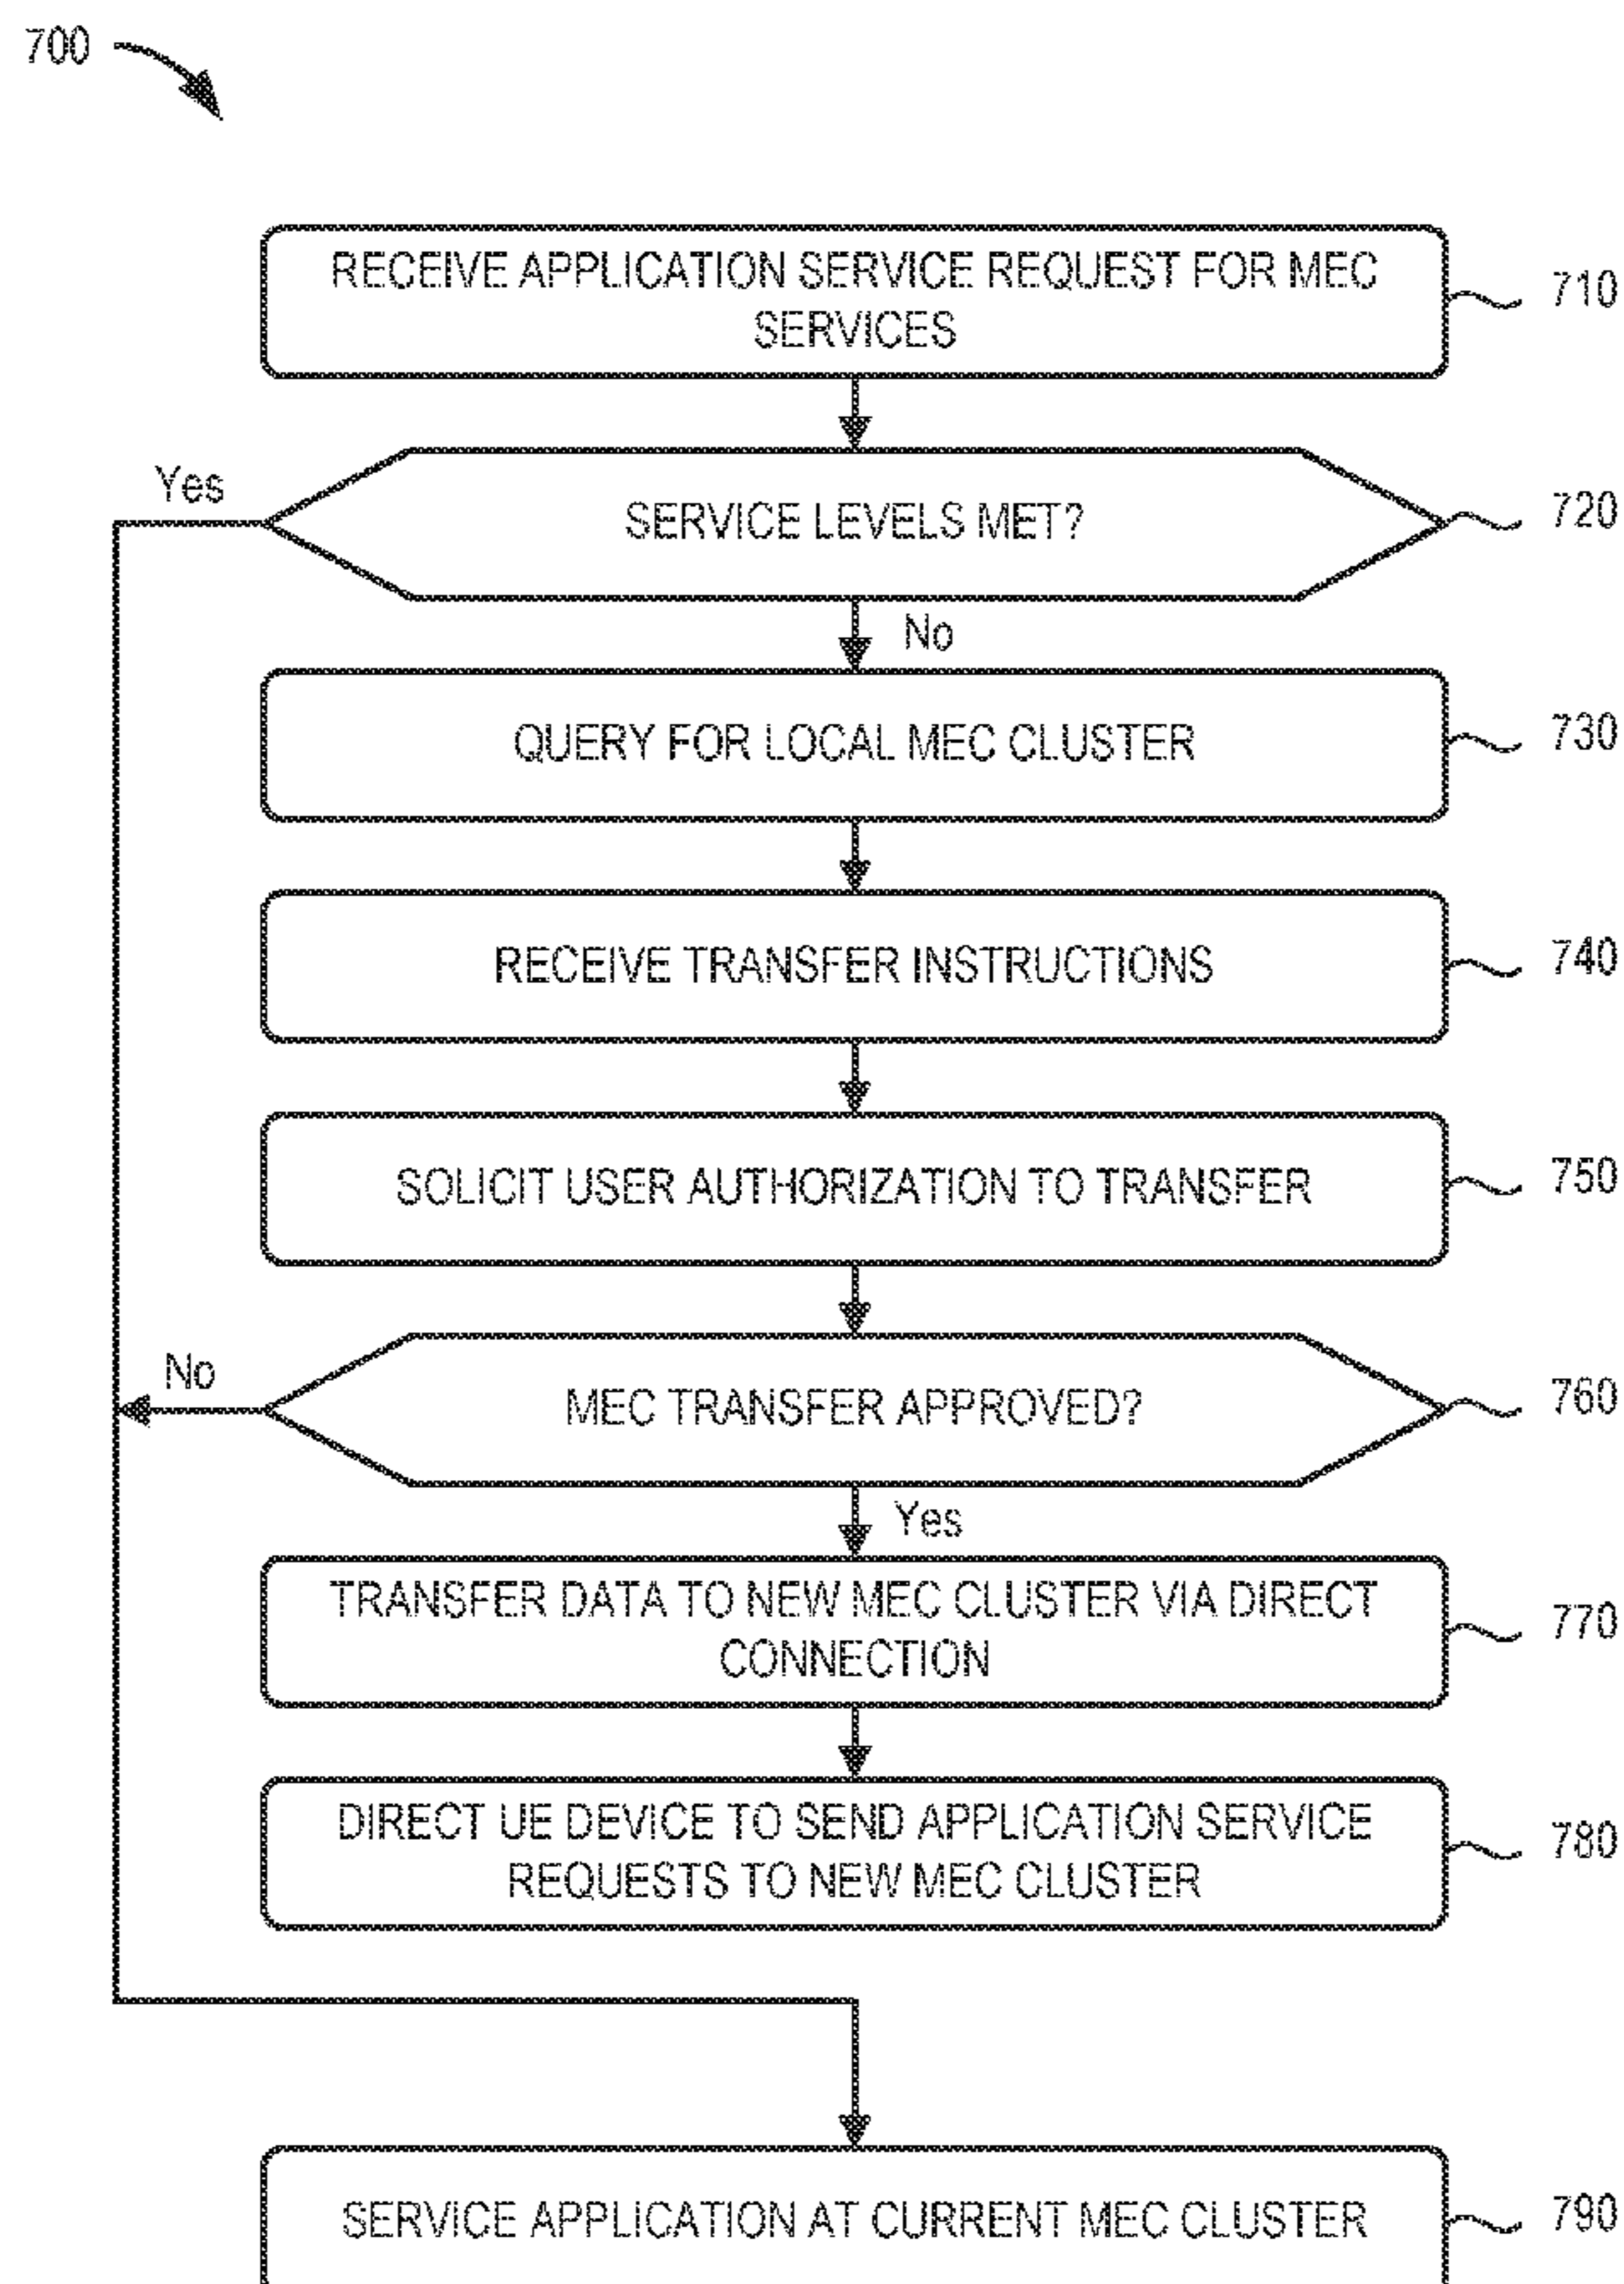 700
RECEIVE APPLICATION SERVICE REQUEST FOR MEC
SERVICES
710
Yes
SERVICE LEVELS MET?
720
No
QUERY FOR LOCAL MEC CLUSTER
730
RECEIVE TRANSFER INSTRUCTIONS
740
SOLICIT USER AUTHORIZATION TO TRANSFER
750
No
MEC TRANSFER APPROVED?
760
Yes
TRANSFER DATA TO NEW MEC CLUSTER VIA DIRECT
CONNECTION
770
DIRECT UE DEVICE TO SEND APPLICATION SERVICE
REQUESTS TO NEW MEC CLUSTER
780
SERVICE APPLICATION AT CURRENT MEC CLUSTER
790